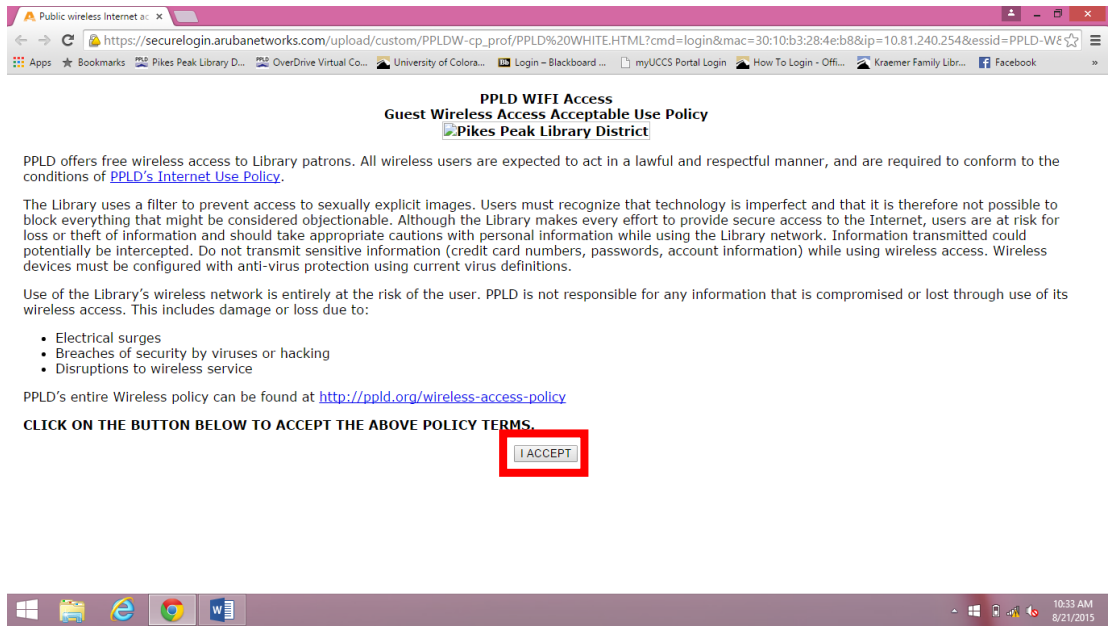 Public wireless Internet ac
https://securelogin.arubanetworks.com/upload/custom/PPLDW-cp_prof/PPLD%20WHITE.HTML?cmd=login&mac=30:10:b3:28:4e:b8&ip=10.81.240.254&essid=PPLD-W&
Apps Bookmarks Pikes Peak Library D... OverDrive Virtual Co... University of Colora... Bb Login – Blackboard ... myUCCS Portal Login How To Login - Offi... Kraemer Family Libr... Facebook »
PPLD WIFI Access
Guest Wireless Access Acceptable Use Policy
Pikes Peak Library District
PPLD offers free wireless access to Library patrons. All wireless users are expected to act in a lawful and respectful manner, and are required to conform to the
conditions of PPLD's Internet Use Policy.
The Library uses a filter to prevent access to sexually explicit images. Users must recognize that technology is imperfect and that it is therefore not possible to
block everything that might be considered objectionable. Although the Library makes every effort to provide secure access to the Internet, users are at risk for
loss or theft of information and should take appropriate cautions with personal information while using the Library network. Information transmitted could
potentially be intercepted. Do not transmit sensitive information (credit card numbers, passwords, account information) while using wireless access. Wireless
devices must be configured with anti-virus protection using current virus definitions.
Use of the Library's wireless network is entirely at the risk of the user. PPLD is not responsible for any information that is compromised or lost through use of its
wireless access. This includes damage or loss due to:
• Electrical surges
• Breaches of security by viruses or hacking
• Disruptions to wireless service
PPLD's entire Wireless policy can be found at http://ppld.org/wireless-access-policy
CLICK ON THE BUTTON BELOW TO ACCEPT THE ABOVE POLICY TERMS.
I ACCEPT
10:33 AM
8/21/2015